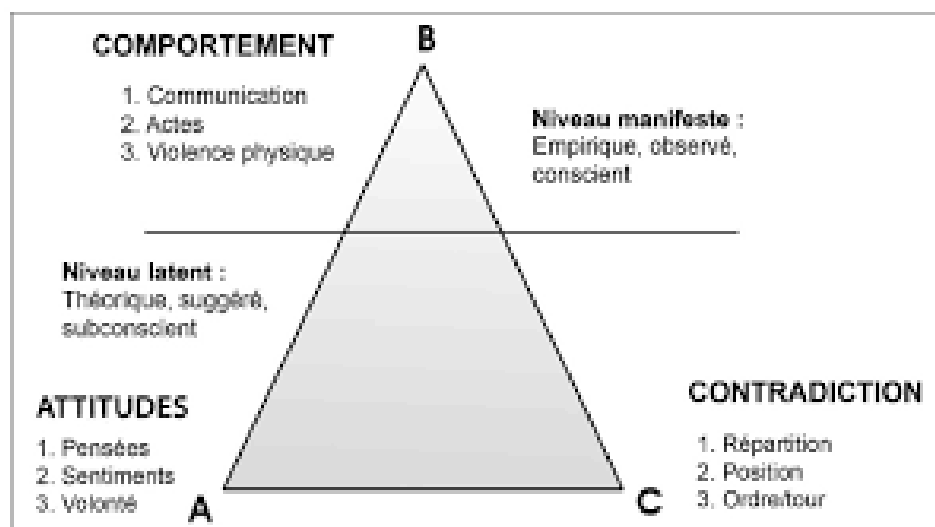 COMPORTEMENT
B
1. Communication
2. Actes
3. Violence physique
Niveau manifeste :
Empirique, observé,
conscient
Niveau latent :
Théorique, suggéré,
subconscient
ATTITUDES
1. Pensées
2. Sentiments
3. Volonté
A
CONTRADICTION
1. Répartition
2. Position
3. Ordre/tour
C